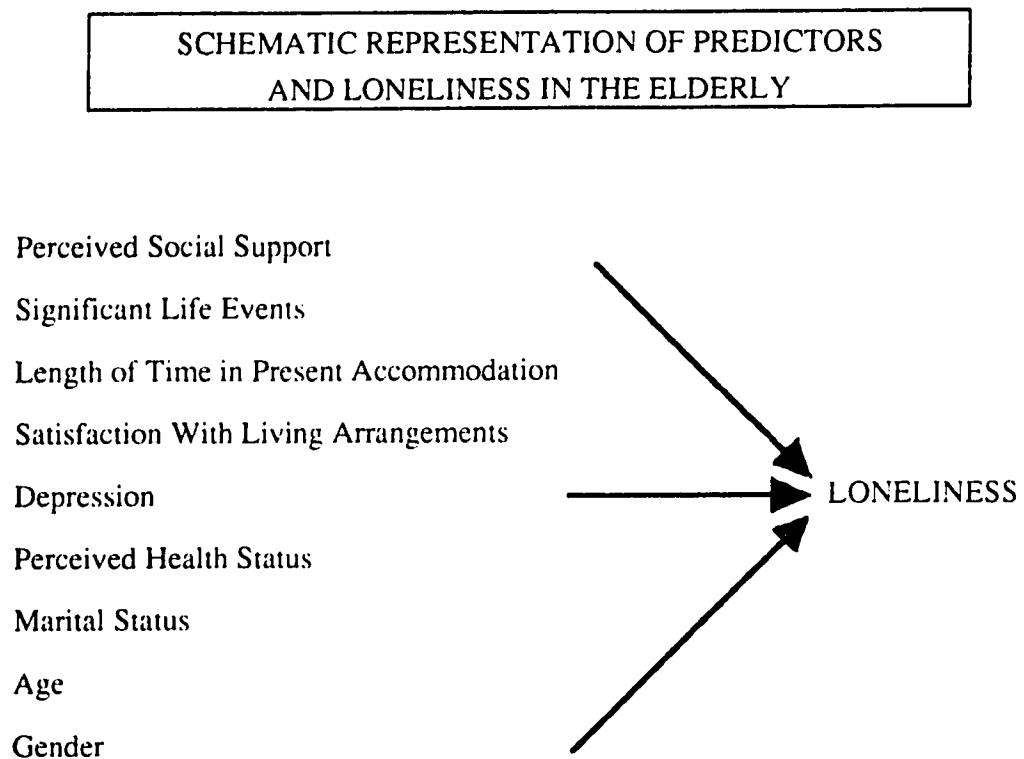 SCHEMATIC REPRESENTATION OF PREDICTORS
AND LONELINESS IN THE ELDERLY
Perceived Social Support
Significant Life Events
Length of Time in Present Accommodation
Satisfaction With Living Arrangements
Depression
LONELINESS
Perceived Health Status
Marital Status
Age
Gender